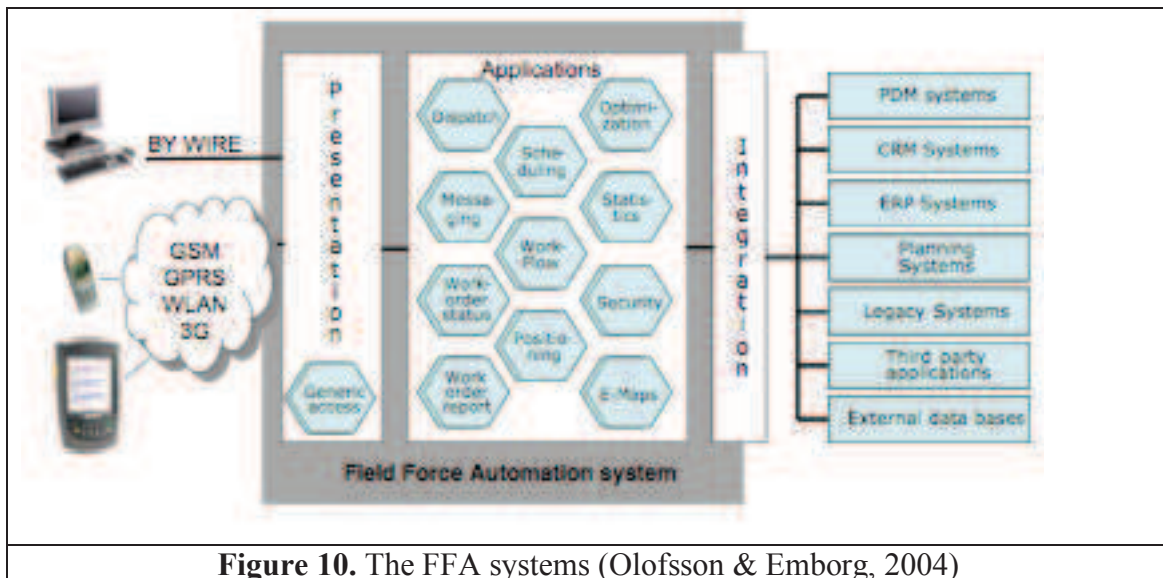 BY WIRE
GSM
GPRS
WLAN
3G
Presentation
Generic
access
Applications
Dispatch
Optimi-
zation
Sche-
duling
Messa-
ging
Statis-
tics
Work-
Flow
Work-
order
status
Security
Positio-
ning
Work
order
report
E-Maps
Integration
PDM systems
CRM Systems
ERP Systems
Planning
Systems
Legacy Systems
Third party
applications
External data bases
Field Force Automation system
Figure 10. The FFA systems (Olofsson & Emborg, 2004)